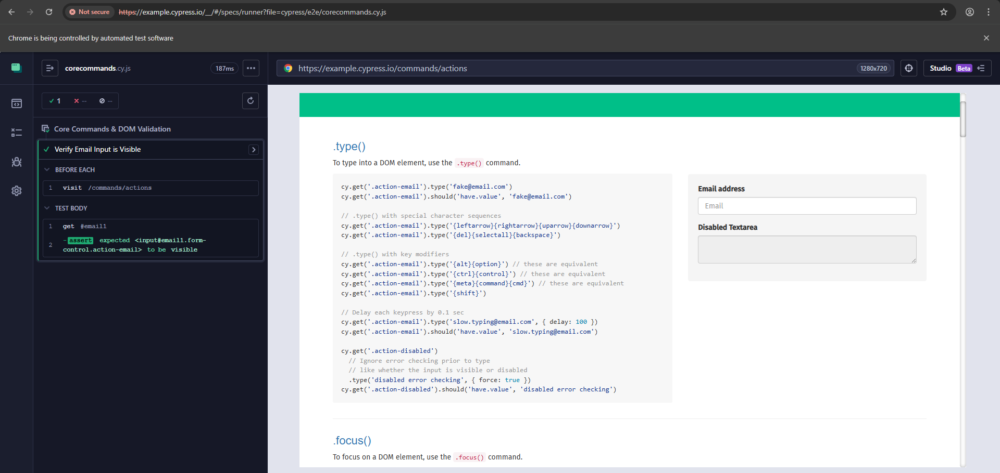 Not secure https://example.cypress.io/__/#/specs/runner?file=cypress/e2e/corecommands.cy.js
Chrome is being controlled by automated test software
corecommands.cy.js 187ms
https://example.cypress.io/commands/actions 1280x720 Studio Beta
1 -- --
Core Commands & DOM Validation
Verify Email Input is Visible
BEFORE EACH
1 visit /commands/actions
TEST BODY
1 get #email1
2 -assert expected <input#email1.form-
control.action-email> to be visible
.type()
To type into a DOM element, use the .type() command.
cy.get('.action-email').type('fake@email.com')
cy.get('.action-email').should('have.value', 'fake@email.com')
// .type() with special character sequences
cy.get('.action-email').type('{leftarrow}{rightarrow}{uparrow}{downarrow}')
cy.get('.action-email').type('{del}{selectall}{backspace}')
// .type() with key modifiers
cy.get('.action-email').type('{alt}{option}') // these are equivalent
cy.get('.action-email').type('{ctrl}{control}') // these are equivalent
cy.get('.action-email').type('{meta}{command}{cmd}') // these are equivalent
cy.get('.action-email').type('{shift}')
// Delay each keypress by 0.1 sec
cy.get('.action-email').type('slow.typing@email.com', { delay: 100 })
cy.get('.action-email').should('have.value', 'slow.typing@email.com')
cy.get('.action-disabled')
// Ignore error checking prior to type
// like whether the input is visible or disabled
.type('disabled error checking', { force: true })
cy.get('.action-disabled').should('have.value', 'disabled error checking')
Email address
Email
Disabled Textarea
.focus()
To focus on a DOM element, use the .focus() command.